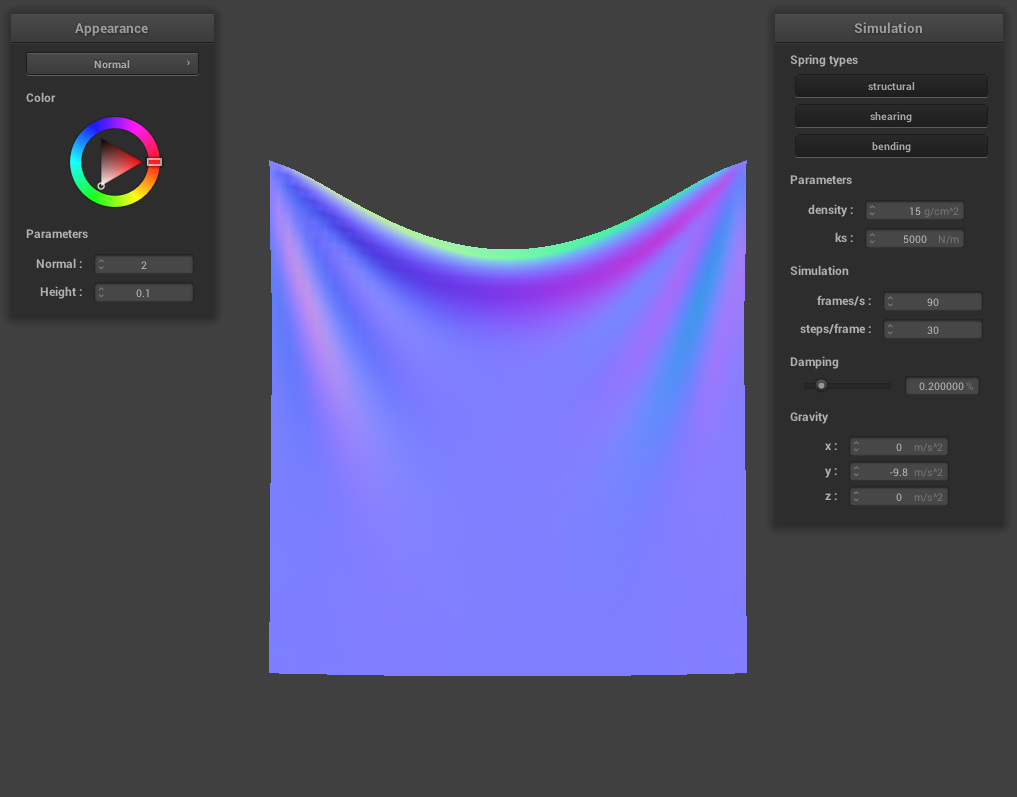 Appearance
Normal ›
Color
Parameters
Normal : 2
Height : 0.1
Simulation
Spring types
structural
shearing
bending
Parameters
density : 15 g/cm^2
ks : 5000 N/m
Simulation
frames/s : 90
steps/frame : 30
Damping
0.200000 %
Gravity
x : 0 m/s^2
y : -9.8 m/s^2
z : 0 m/s^2